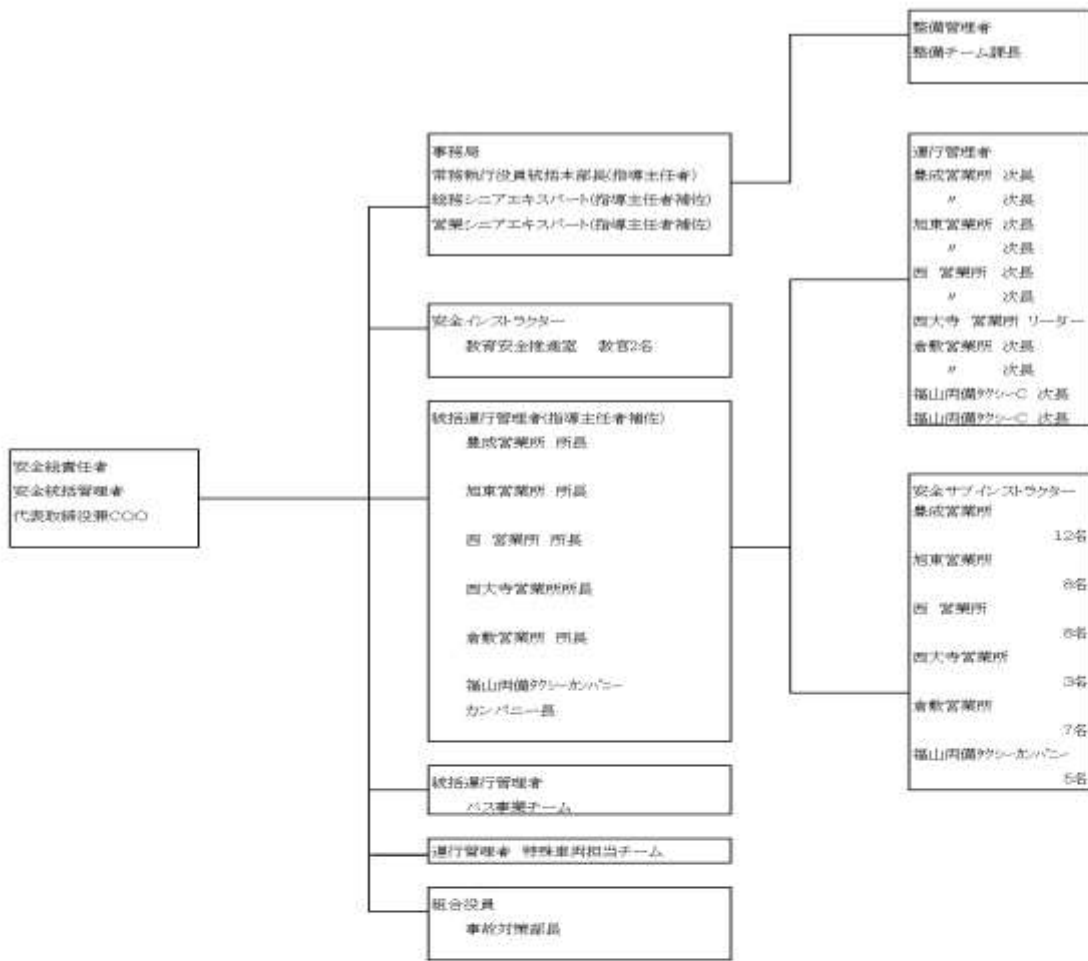 安全総責任者
安全統括管理者
代表取締役兼COO
事務局
常務執行役員統括本部長(指導主任者)
総務シニアエキスパート(指導主任者補佐)
営業シニアエキスパート(指導主任者補佐)
安全インストラクター
教育安全推進室 教官2名
統括運行管理者(指導主任者補佐)
豊成営業所 所長
旭東営業所 所長
西 営業所 所長
西大寺営業所所長
倉敷営業所 所長
福山両備タクシーカンパニー
カンパニー長
統括運行管理者
バス事業チーム
運行管理者 特殊車両担当チーム
組合役員
事故対策部長
整備管理者
整備チーム課長
運行管理者
豊成営業所 次長
〃 次長
旭東営業所 次長
〃 次長
西 営業所 次長
〃 次長
西大寺 営業所 リーダー
倉敷営業所 次長
〃 次長
福山両備タクシーC 次長
福山両備タクシーC 次長
安全サブインストラクター
豊成営業所
12名
旭東営業所
西 営業所
西大寺営業所
3名
倉敷営業所
7名
福山両備タクシーカンパニー
5名